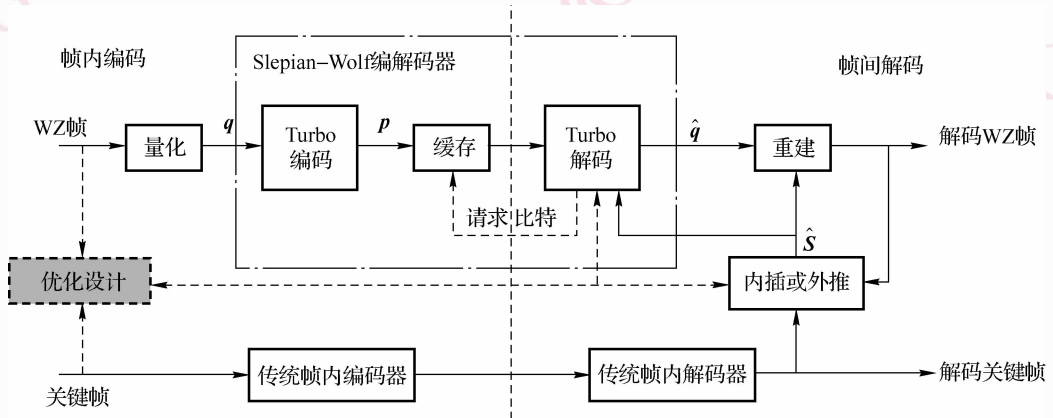 帧内编码
Slepian-Wolf编解码器
帧间解码
WZ帧
量化
q
Turbo
编码
p
缓存
Turbo
解码
q̂
重建
解码WZ帧
请求 比特
Ŝ
优化设计
内插或外推
关键帧
传统帧内编码器
传统帧内解码器
解码关键帧